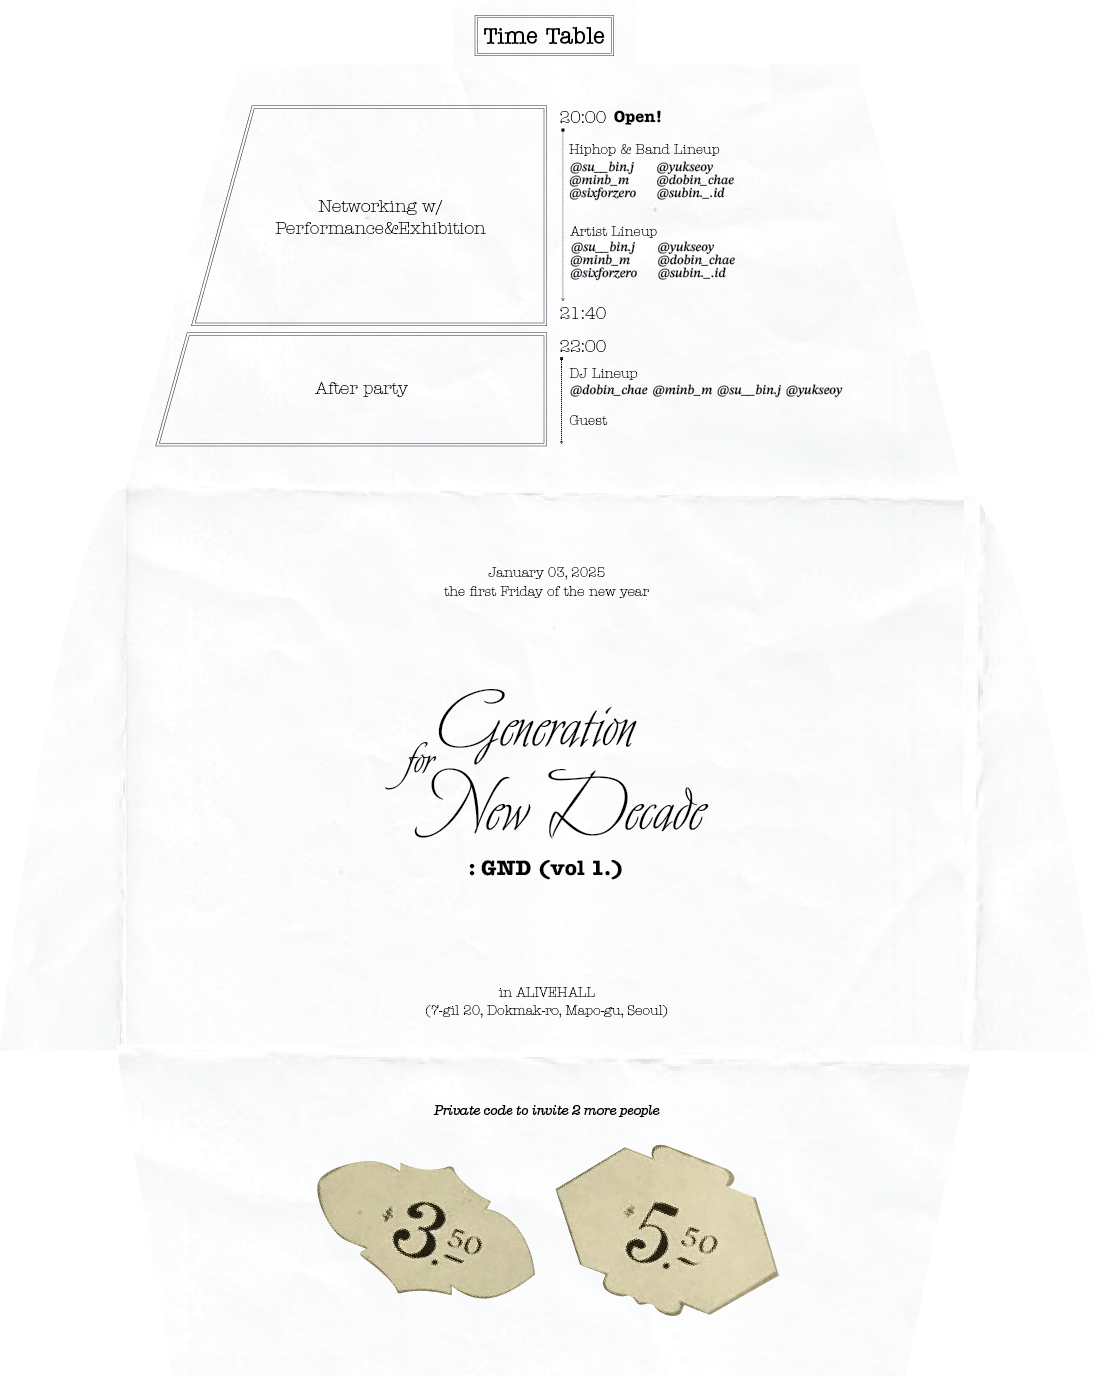 Time Table
Networking w/
Performance&Exhibition
20:00 Open!
Hiphop & Band Lineup
@su__bin.j @yukseoy
@minb_m @dobin_chae
@sixforzero @subin._.id
Artist Lineup
@su__bin.j @yukseoy
@minb_m @dobin_chae
@sixforzero @subin._.id
21:40
After party
22:00
DJ Lineup
@dobin_chae @minb_m @su__bin.j @yukseoy
Guest
January 03, 2025
the first Friday of the new year
Generation
for
New Decade
: GND (vol 1.)
in ALIVEHALL
(7-gil 20, Dokmak-ro, Mapo-gu, Seoul)
Private code to invite 2 more people
$3.50
$5.50